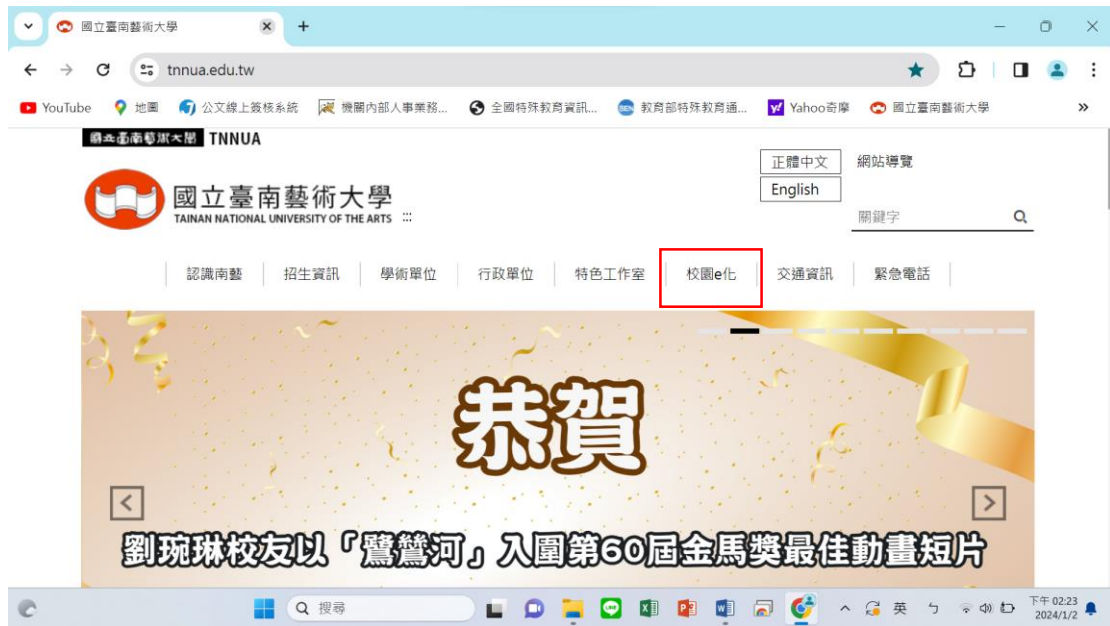 國立臺南藝術大學
tnnua.edu.tw
YouTube 地圖 公文線上簽核系統 機關內部人事業務... 全國特殊教育資訊... 教育部特殊教育通... Yahoo奇摩 國立臺南藝術大學
國立臺南藝術大學 TNNUA
正體中文 網站導覽
English
國立臺南藝術大學
TAINAN NATIONAL UNIVERSITY OF THE ARTS :::
關鍵字
認識南藝 招生資訊 學術單位 行政單位 特色工作室 校園e化 交通資訊 緊急電話
恭賀
劉琬琳校友以「鷺鷥河」入圍第60屆金馬獎最佳動畫短片
搜尋
英 ㄅ
下午 02:23
2024/1/2